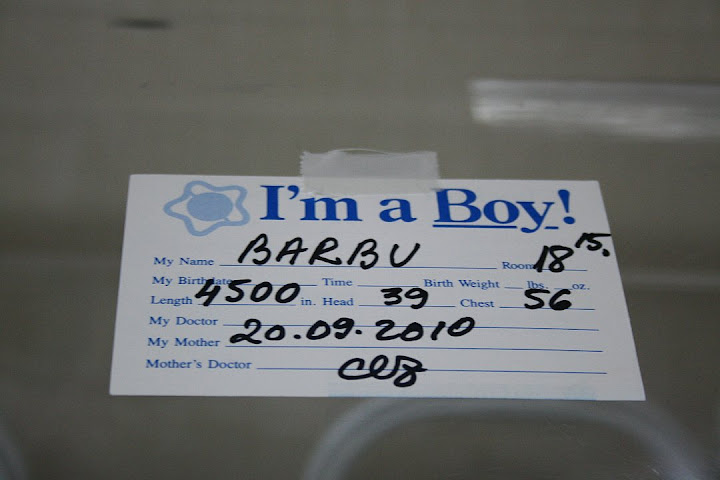 I'm a Boy!
My Name BARBU Room 18 15.
My Birthdate Time Birth Weight lbs. oz.
Length 4500 in. Head 39 Chest 56
My Doctor
My Mother 20.09.2010
Mother's Doctor